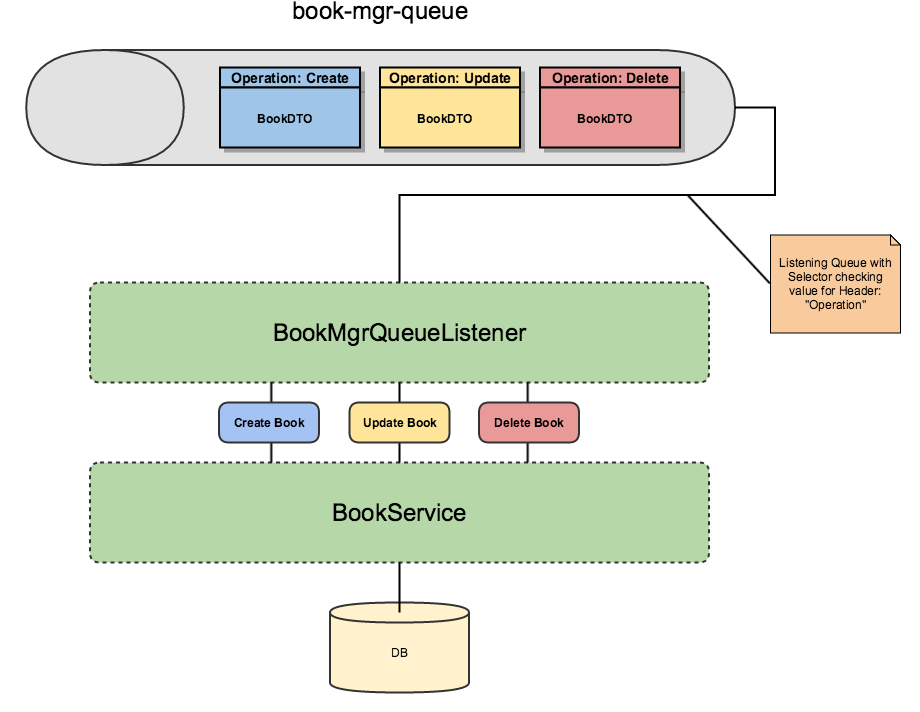 book-mgr-queue
Operation: Create
Operation: Update
Operation: Delete
BookDTO
BookDTO
BookDTO
Listening Queue with
Selector checking
value for Header:
"Operation"
BookMgrQueueListener
Create Book
Update Book
Delete Book
BookService
DB